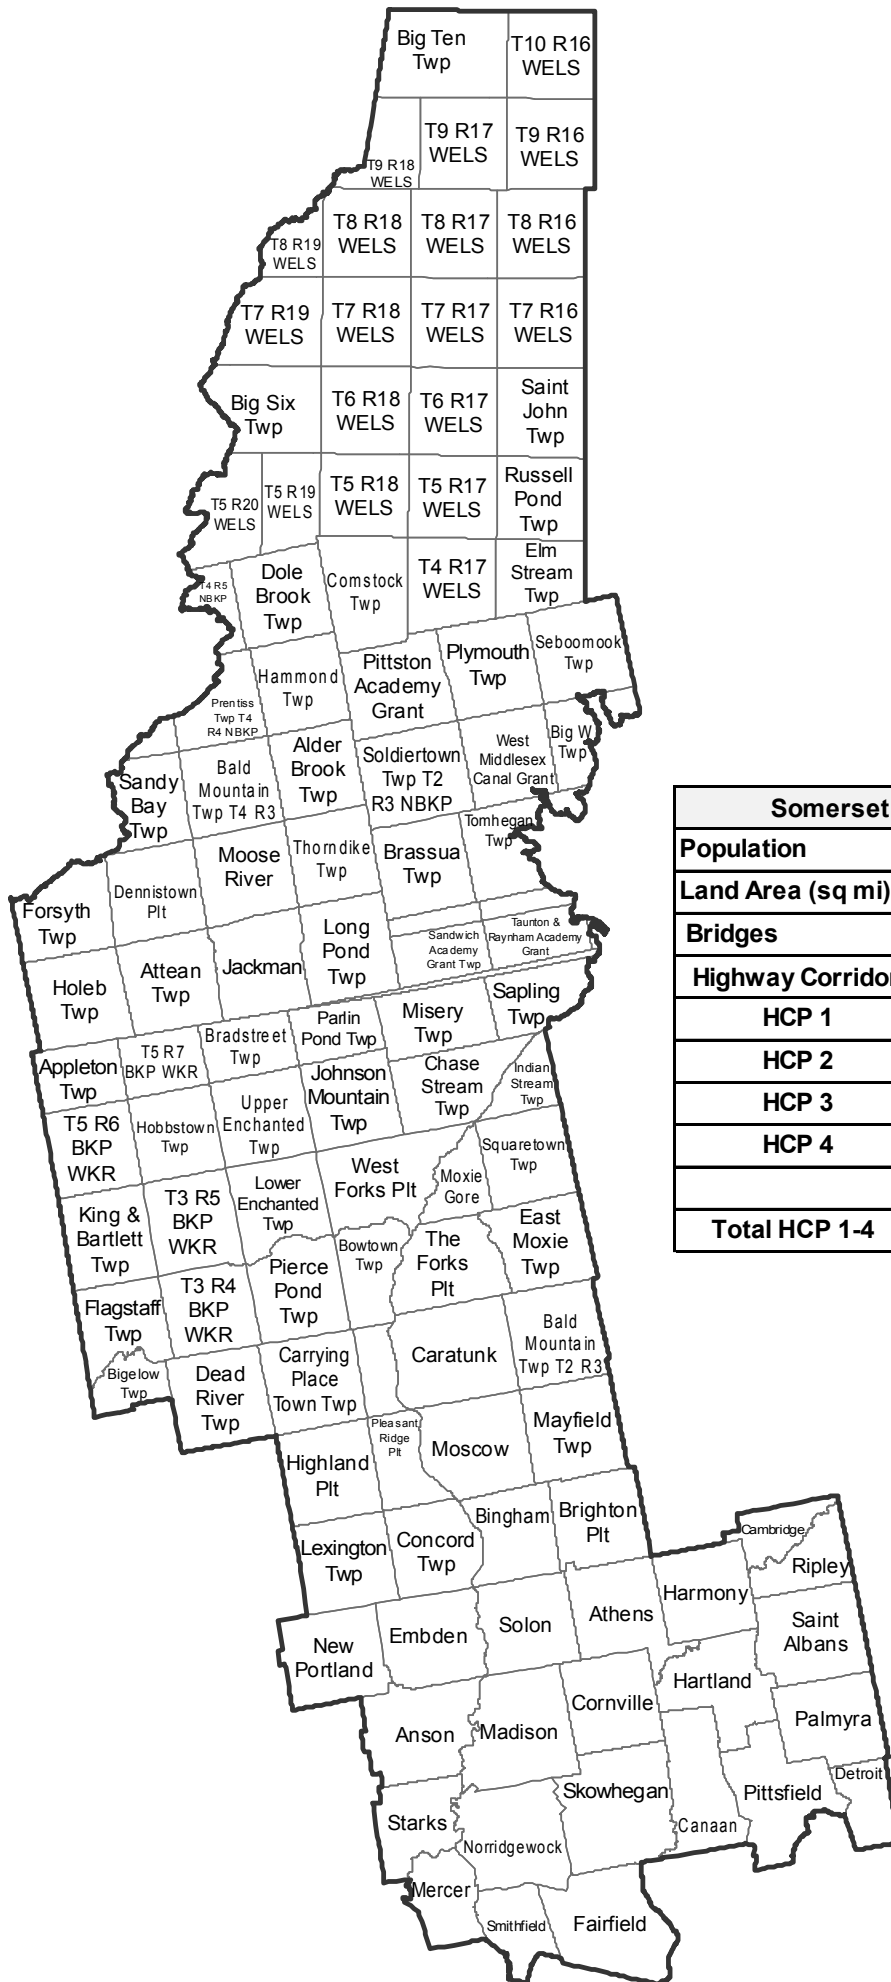 Big Ten
Twp
T10 R16
WELS
T9 R18
WELS
T9 R17
WELS
T9 R16
WELS
T8 R19
WELS
T8 R18
WELS
T8 R17
WELS
T8 R16
WELS
T7 R19
WELS
T7 R18
WELS
T7 R17
WELS
T7 R16
WELS
Big Six
Twp
T6 R18
WELS
T6 R17
WELS
Saint
John
Twp
T5 R20
WELS
T5 R19
WELS
T5 R18
WELS
T5 R17
WELS
Russell
Pond
Twp
T4 R5
NBKP
Dole
Brook
Twp
Comstock
Twp
T4 R17
WELS
Elm
Stream
Twp
Prentiss
Twp T4
R4 NBKP
Hammond
Twp
Pittston
Academy
Grant
Plymouth
Twp
Seboomook
Twp
Sandy
Bay
Twp
Bald
Mountain
Twp T4 R3
Alder
Brook
Twp
Soldiertown
Twp T2
R3 NBKP
West
Middlesex
Canal Grant
Big W
Twp
Forsyth
Twp
Dennistown
Plt
Moose
River
Thorndike
Twp
Brassua
Twp
Tomhegan
Twp
Holeb
Twp
Attean
Twp
Jackman
Long
Pond
Twp
Sandwich
Academy
Grant Twp
Taunton &
Raynham Academy
Grant
Appleton
Twp
T5 R7
BKP WKR
Bradstreet
Twp
Parlin
Pond Twp
Misery
Twp
Sapling
Twp
T5 R6
BKP
WKR
Hobbstown
Twp
Upper
Enchanted
Twp
Johnson
Mountain
Twp
Chase
Stream
Twp
Indian
Stream
Twp
King &
Bartlett
Twp
T3 R5
BKP
WKR
Lower
Enchanted
Twp
West
Forks Plt
Moxie
Gore
Squaretown
Twp
Flagstaff
Twp
T3 R4
BKP
WKR
Pierce
Pond
Twp
Bowtown
Twp
The
Forks
Plt
East
Moxie
Twp
Bigelow
Twp
Dead
River
Twp
Carrying
Place
Town Twp
Caratunk
Bald
Mountain
Twp T2 R3
Highland
Plt
Pleasant
Ridge
Plt
Moscow
Mayfield
Twp
Lexington
Twp
Concord
Twp
Bingham
Brighton
Plt
Cambridge
Ripley
New
Portland
Embden
Solon
Athens
Harmony
Saint
Albans
Anson
Madison
Cornville
Hartland
Palmyra
Starks
Norridgewock
Skowhegan
Canaan
Pittsfield
Detroit
Mercer
Smithfield
Fairfield
Somerset
Population
Land Area (sq mi)
Bridges
Highway Corridor
HCP 1
HCP 2
HCP 3
HCP 4
Total HCP 1-4